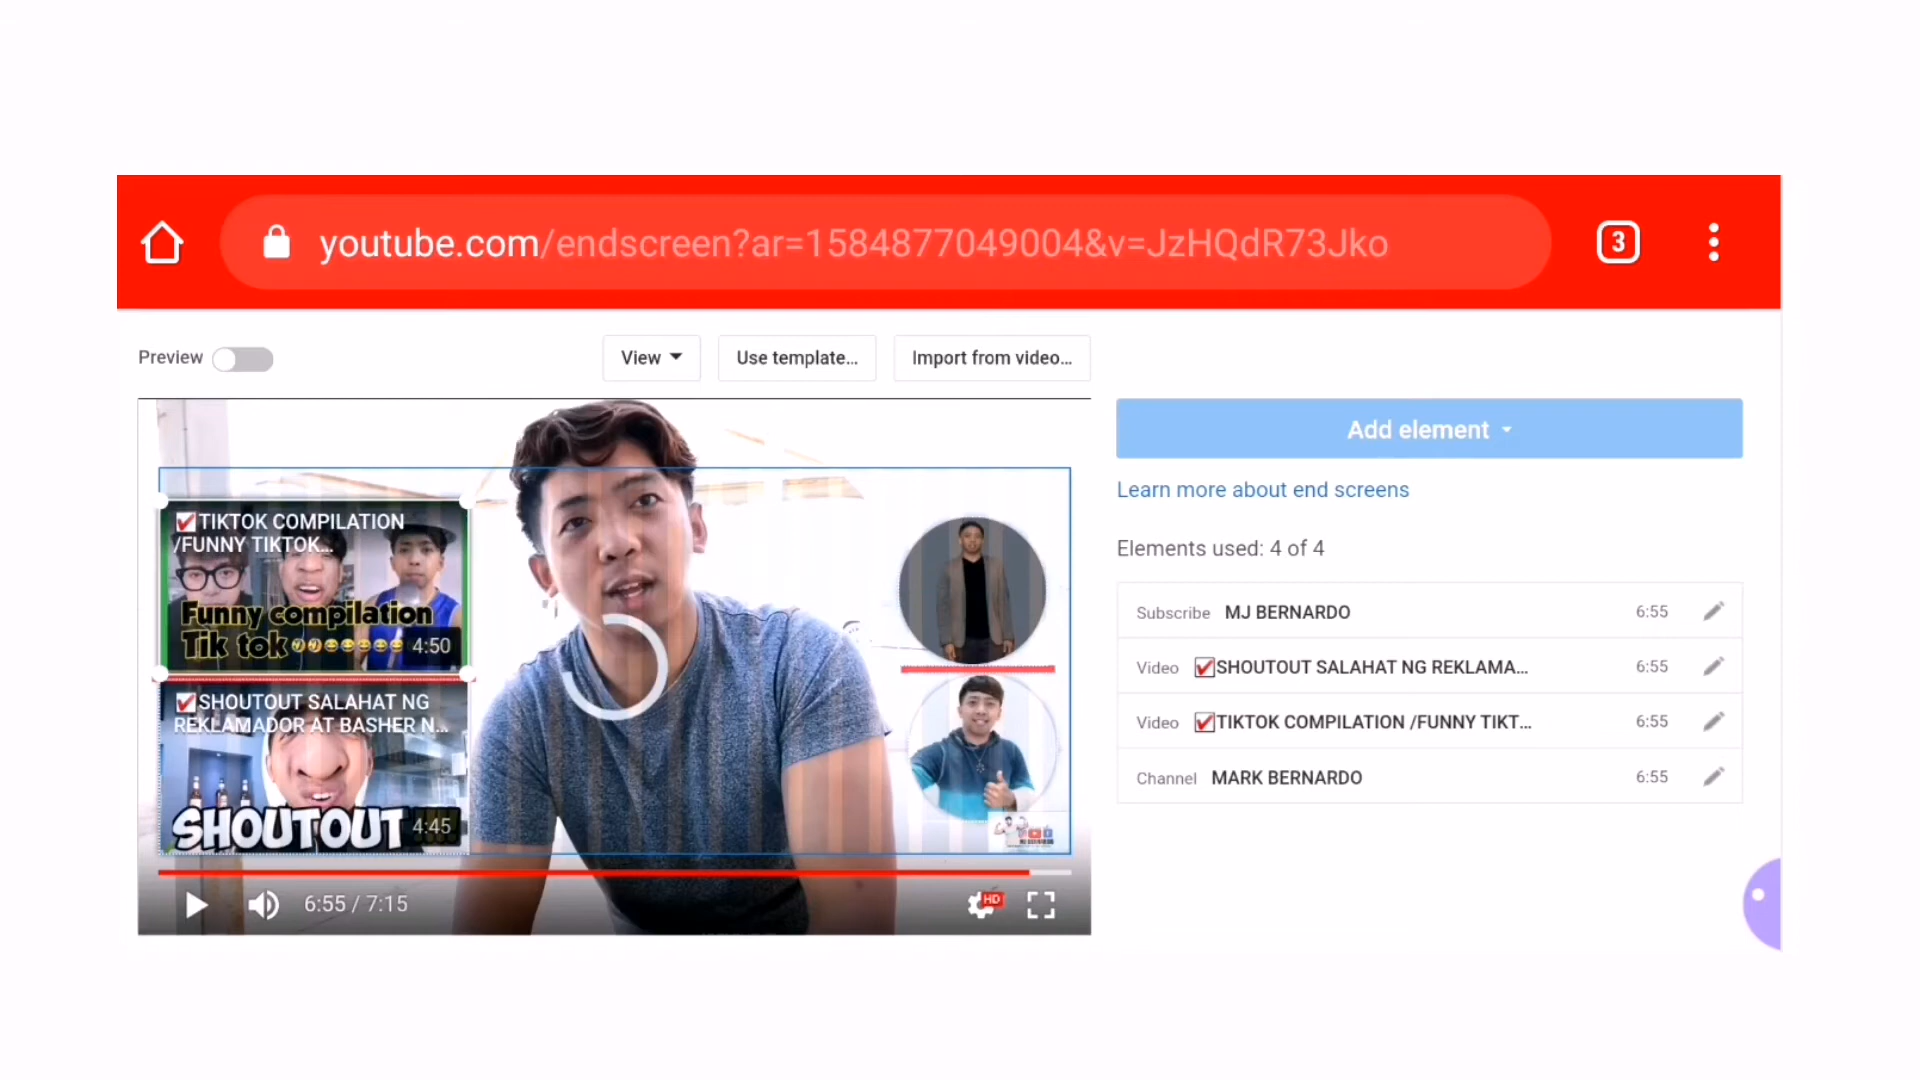 youtube.com/endscreen?ar=1584877049004&v=JzHQdR73Jko
3
Preview
View
Use template...
Import from video...
✔TIKTOK COMPILATION
/FUNNY TIKTOK...
Funny compilation
Tik tok🤣🤣😄😄😄😄 4:50
✔SHOUTOUT SALAHAT NG
REKLAMADOR AT BASHER N...
SHOUTOUT 4:45
6:55 / 7:15
HD
Add element
Learn more about end screens
Elements used: 4 of 4
Subscribe MJ BERNARDO 6:55
Video ✔SHOUTOUT SALAHAT NG REKLAMA... 6:55
Video ✔TIKTOK COMPILATION /FUNNY TIKT... 6:55
Channel MARK BERNARDO 6:55